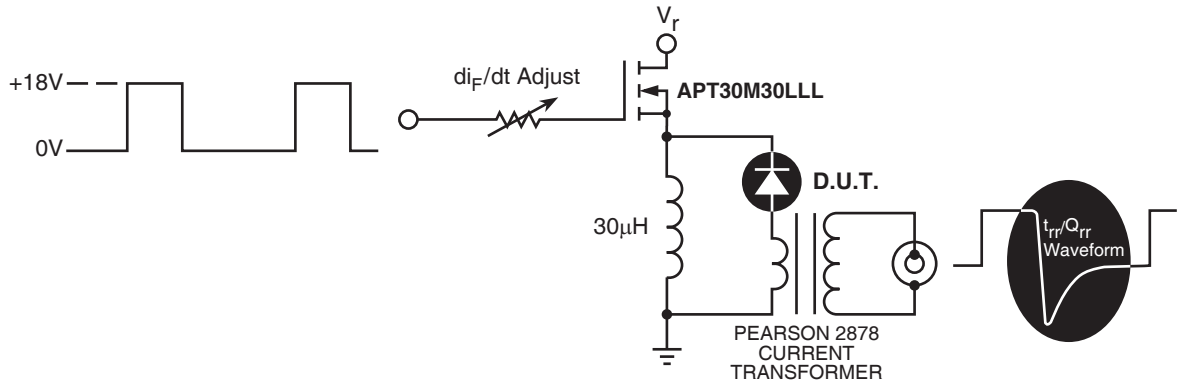 V_r
+18V
di_F/dt Adjust
APT30M30LLL
0V
D.U.T.
30μH
t_rr/Q_rr
Waveform
PEARSON 2878
CURRENT
TRANSFORMER